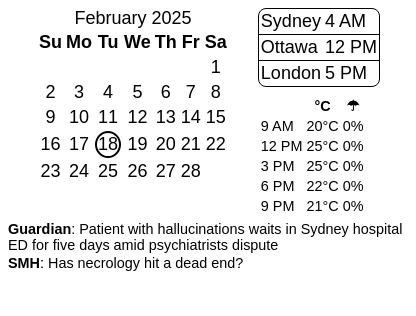 February 2025
Su Mo Tu We Th Fr Sa
1
2 3 4 5 6 7 8
9 10 11 12 13 14 15
16 17 18 19 20 21 22
23 24 25 26 27 28
Sydney 4 AM
Ottawa 12 PM
London 5 PM
°C ☂
9 AM 20°C 0%
12 PM 25°C 0%
3 PM 25°C 0%
6 PM 22°C 0%
9 PM 21°C 0%
Guardian: Patient with hallucinations waits in Sydney hospital
ED for five days amid psychiatrists dispute
SMH: Has necrology hit a dead end?